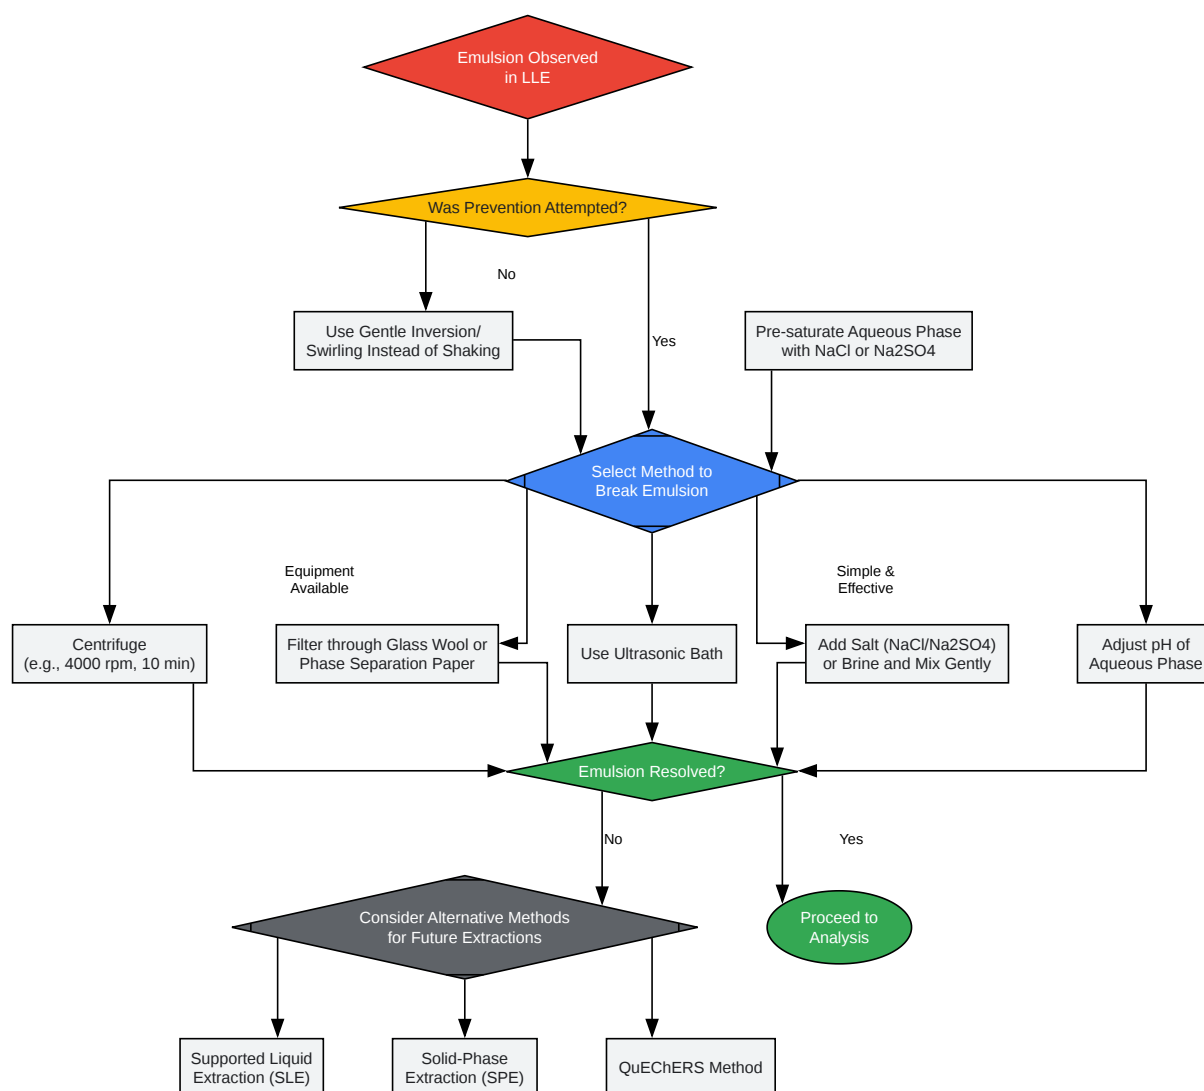 Emulsion Observed
in LLE
Was Prevention Attempted?
No
Use Gentle Inversion/
Swirling Instead of Shaking
Yes
Pre-saturate Aqueous Phase
with NaCl or Na2SO4
Select Method to
Break Emulsion
Equipment
Available
Simple &
Effective
Centrifuge
(e.g., 4000 rpm, 10 min)
Filter through Glass Wool or
Phase Separation Paper
Use Ultrasonic Bath
Add Salt (NaCl/Na2SO4)
or Brine and Mix Gently
Adjust pH of
Aqueous Phase
Emulsion Resolved?
No
Yes
Consider Alternative Methods
for Future Extractions
Proceed to
Analysis
Supported Liquid
Extraction (SLE)
Solid-Phase
Extraction (SPE)
QuEChERS Method